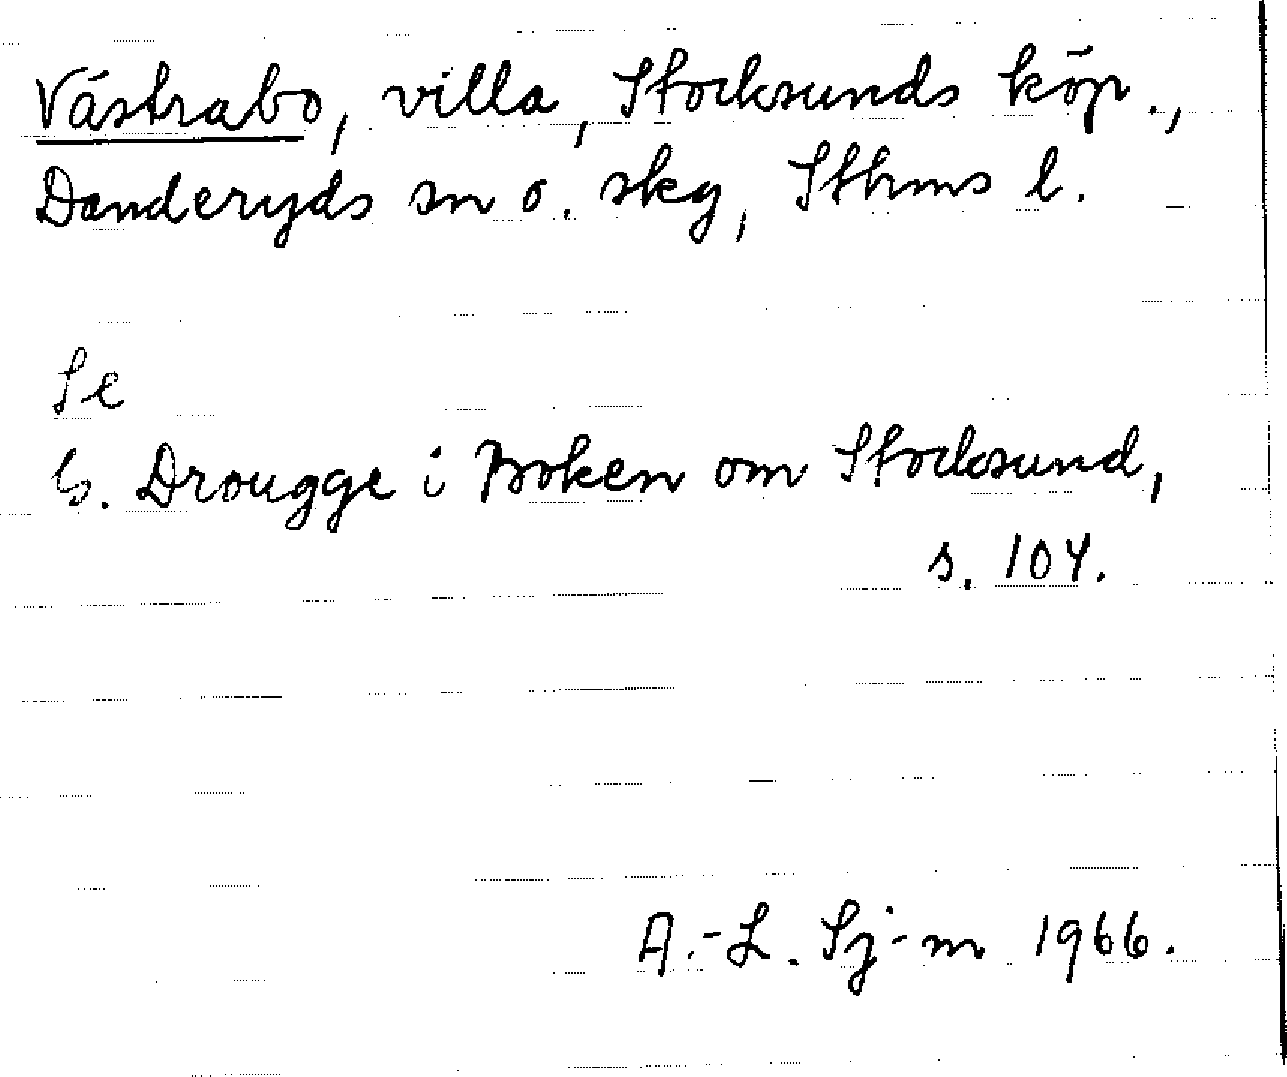 Västrabo, villa, Stocksunds köp.,
Danderyds sn o. skg, Sthms l.
Se
G. Drougge i Boken om Stocksund,
s. 104.
A.-L. Sj-m 1966.